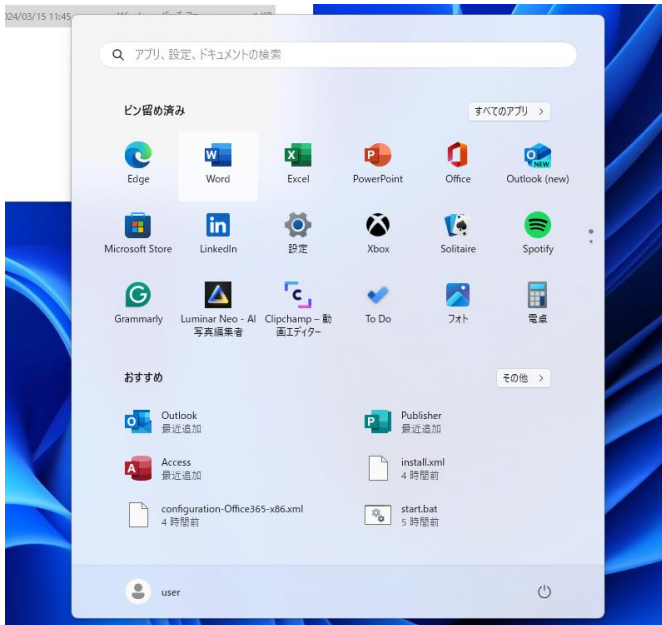 024/03/15 11:45
アプリ、設定、ドキュメントの検索
ピン留め済み
すべてのアプリ >
Edge
Word
Excel
PowerPoint
Office
Outlook (new)
Microsoft Store
LinkedIn
設定
Xbox
Solitaire
Spotify
Grammarly
Luminar Neo - AI
写真編集者
Clipchamp – 動
画エディター
To Do
フォト
電卓
おすすめ
その他 >
Outlook
最近追加
Publisher
最近追加
Access
最近追加
install.xml
4 時間前
configuration-Office365-x86.xml
4 時間前
start.bat
5 時間前
user